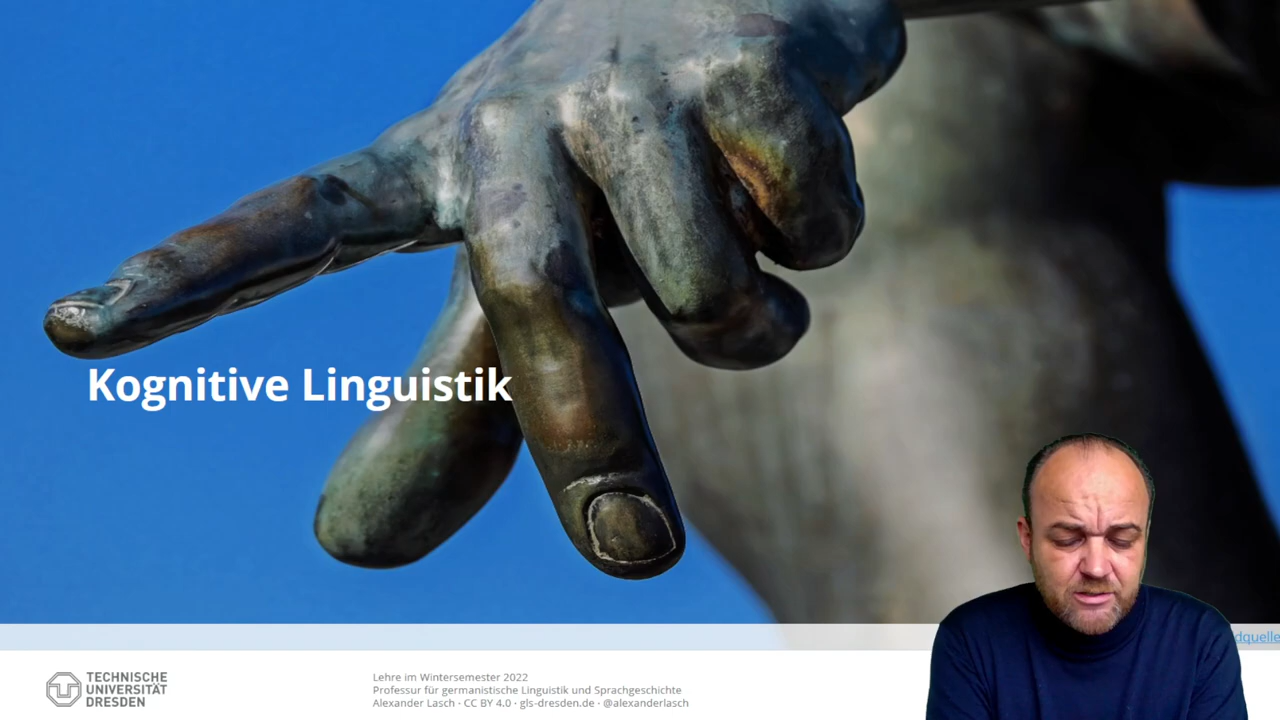 Kognitive Linguistik
dquelle
TECHNISCHE
UNIVERSITÄT
DRESDEN
Lehre im Wintersemester 2022
Professur für germanistische Linguistik und Sprachgeschichte
Alexander Lasch · CC BY 4.0 · gls-dresden.de · @alexanderlasch